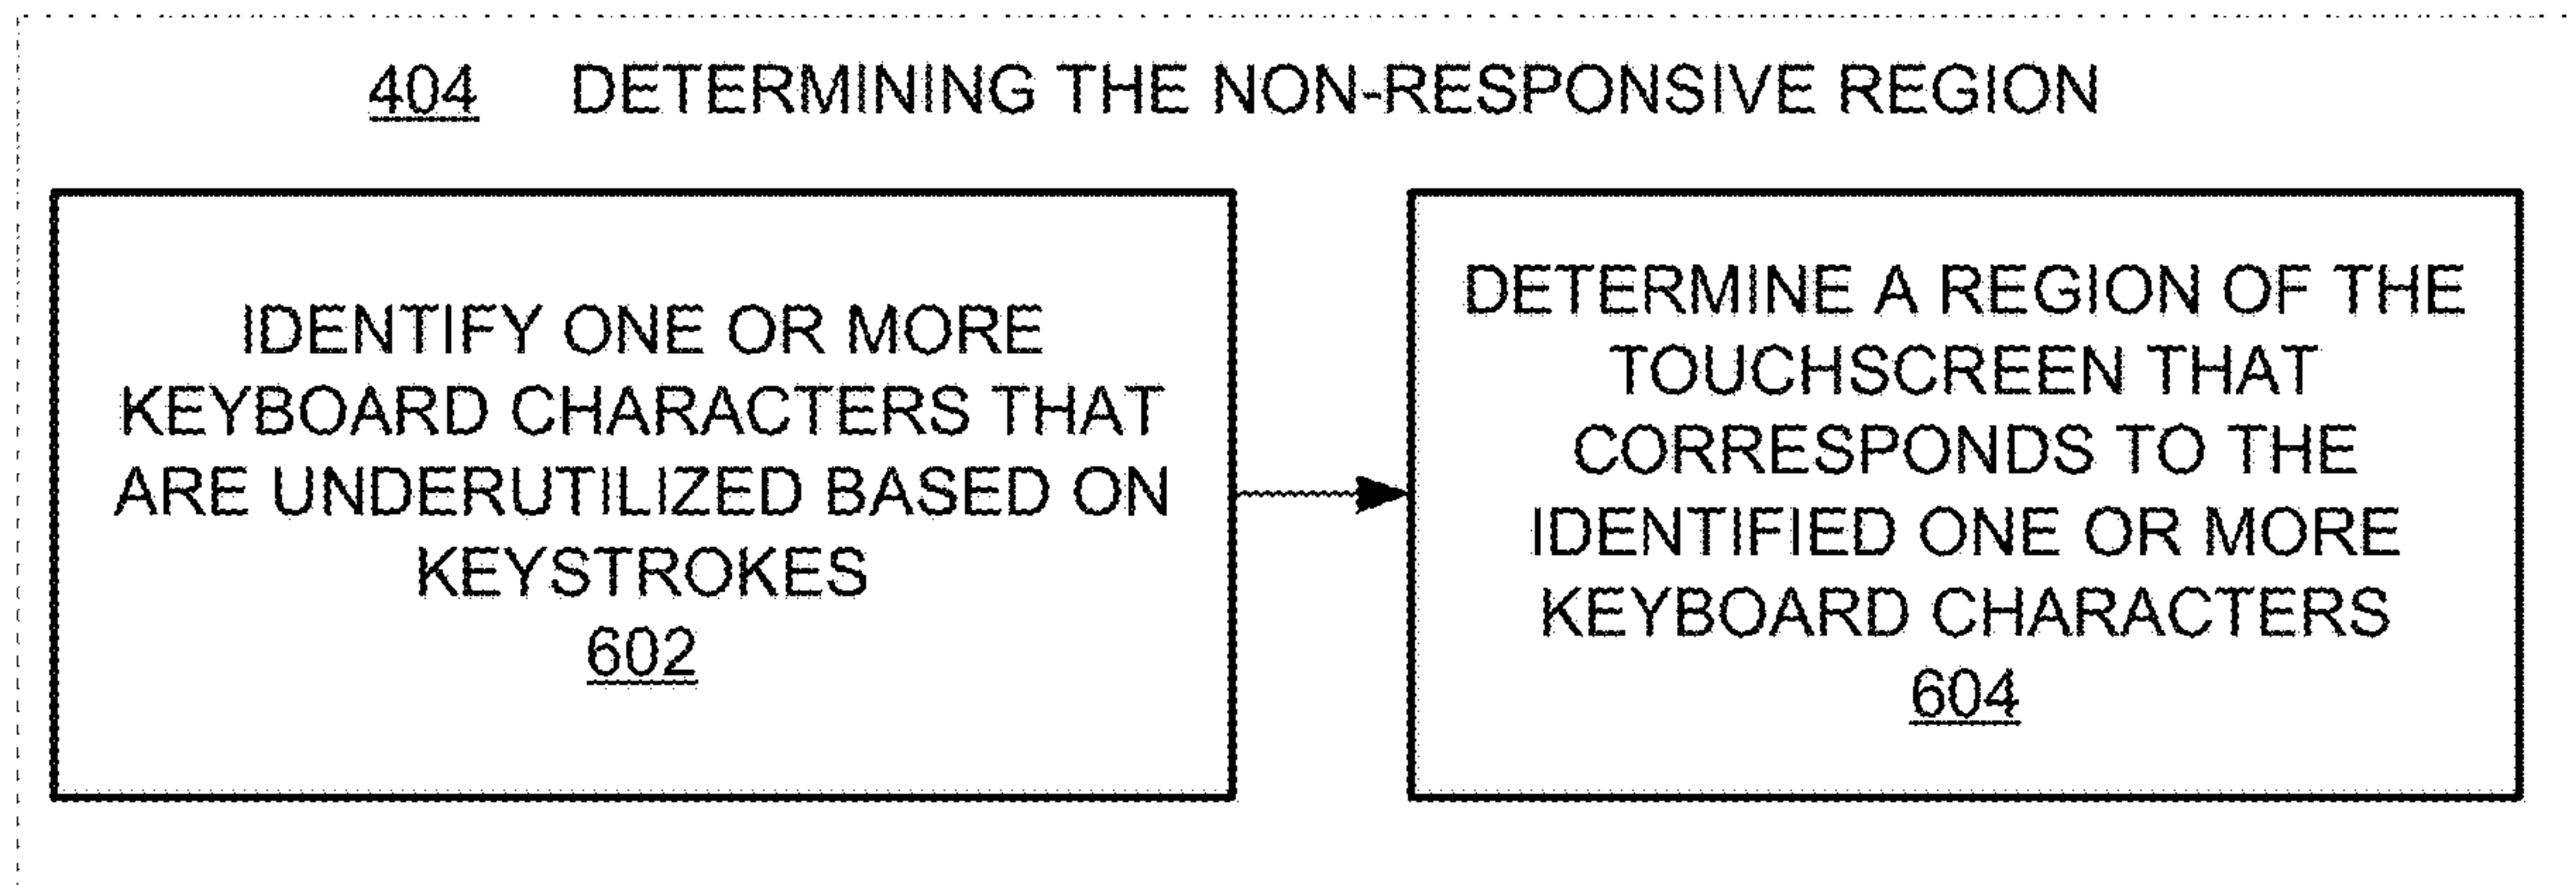 404 DETERMINING THE NON-RESPONSIVE REGION
IDENTIFY ONE OR MORE
KEYBOARD CHARACTERS THAT
ARE UNDERUTILIZED BASED ON
KEYSTROKES
602
DETERMINE A REGION OF THE
TOUCHSCREEN THAT
CORRESPONDS TO THE
IDENTIFIED ONE OR MORE
KEYBOARD CHARACTERS
604